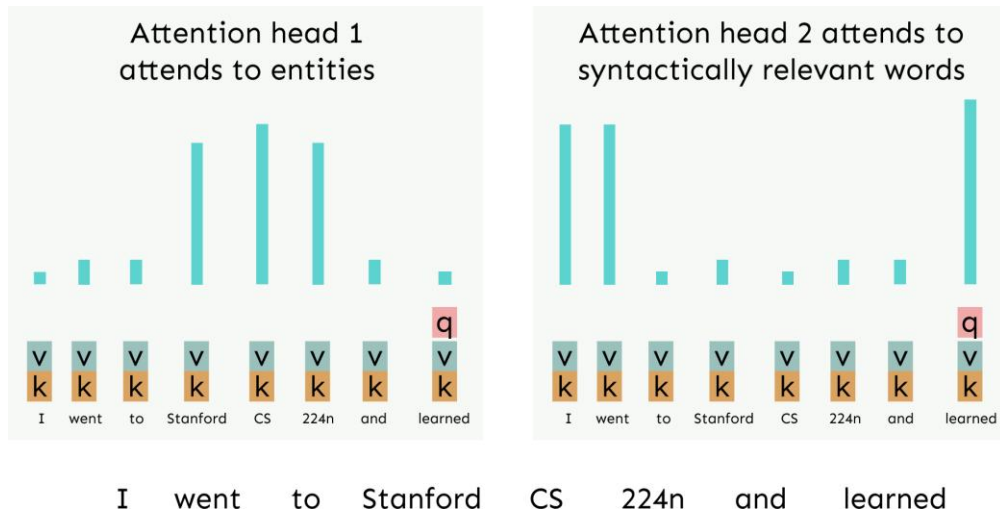 Attention head 1
attends to entities
q
v v v v v v v v
k k k k k k k k
I went to Stanford CS 224n and learned
Attention head 2 attends to
syntactically relevant words
q
v v v v v v v v
k k k k k k k k
I went to Stanford CS 224n and learned
I went to Stanford CS 224n and learned